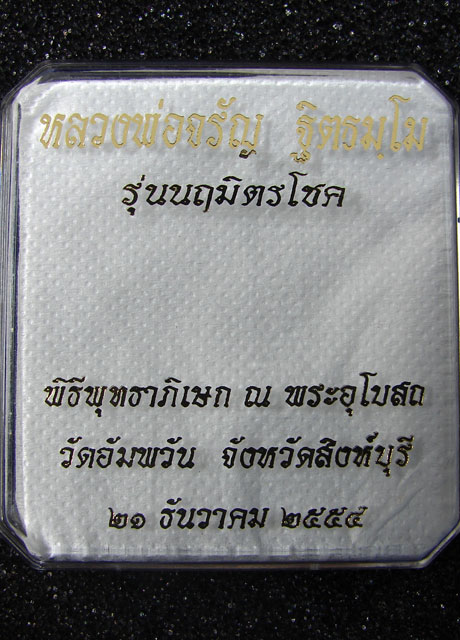 หลวงพ่อจรัญ ฐิตธมฺโม
รุ่นนฤมิตรโชค
พิธีพุทธาภิเษก ณ พระอุโบสถ
วัดอัมพวัน จังหวัดสิงห์บุรี
๒๑ ธันวาคม ๒๕๕๔